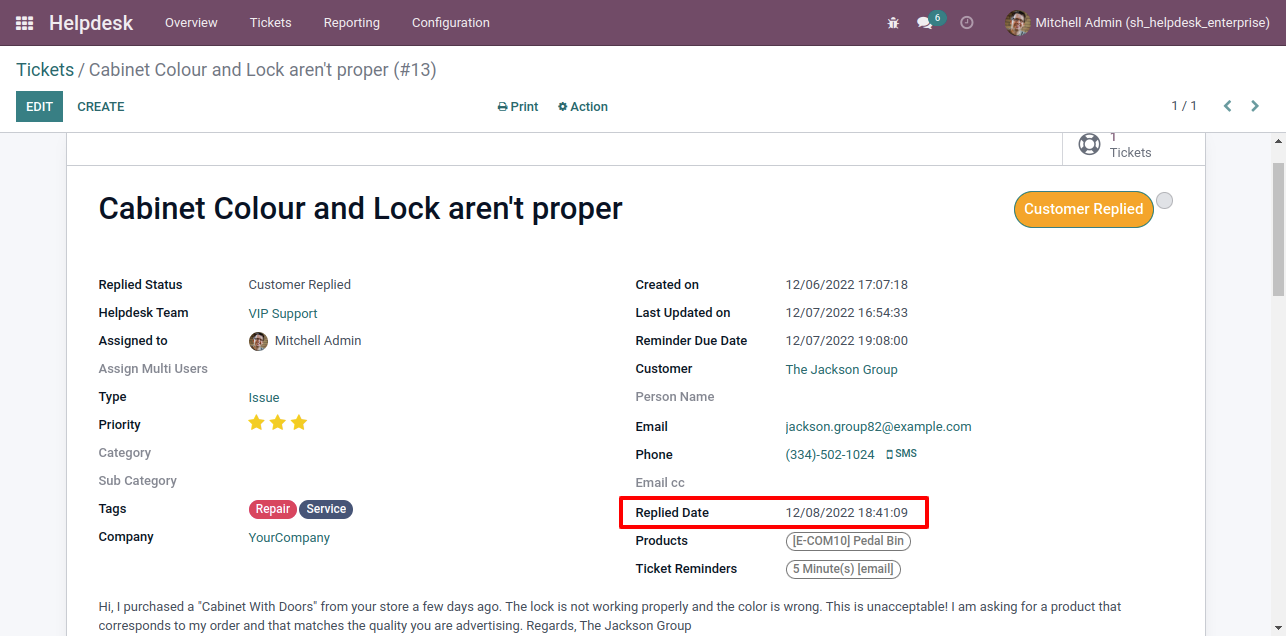 Helpdesk Overview Tickets Reporting Configuration 6 Mitchell Admin (sh_helpdesk_enterprise)
Tickets / Cabinet Colour and Lock aren't proper (#13)
EDIT CREATE Print Action 1 / 1
1
Tickets
Cabinet Colour and Lock aren't proper
Customer Replied
Replied Status Customer Replied
Helpdesk Team VIP Support
Assigned to Mitchell Admin
Assign Multi Users
Type Issue
Priority
Category
Sub Category
Tags Repair Service
Company YourCompany
Created on 12/06/2022 17:07:18
Last Updated on 12/07/2022 16:54:33
Reminder Due Date 12/07/2022 19:08:00
Customer The Jackson Group
Person Name
Email jackson.group82@example.com
Phone (334)-502-1024 SMS
Email cc
Replied Date 12/08/2022 18:41:09
Products [E-COM10] Pedal Bin
Ticket Reminders 5 Minute(s) [email]
Hi, I purchased a "Cabinet With Doors" from your store a few days ago. The lock is not working properly and the color is wrong. This is unacceptable! I am asking for a product that
corresponds to my order and that matches the quality you are advertising. Regards, The Jackson Group